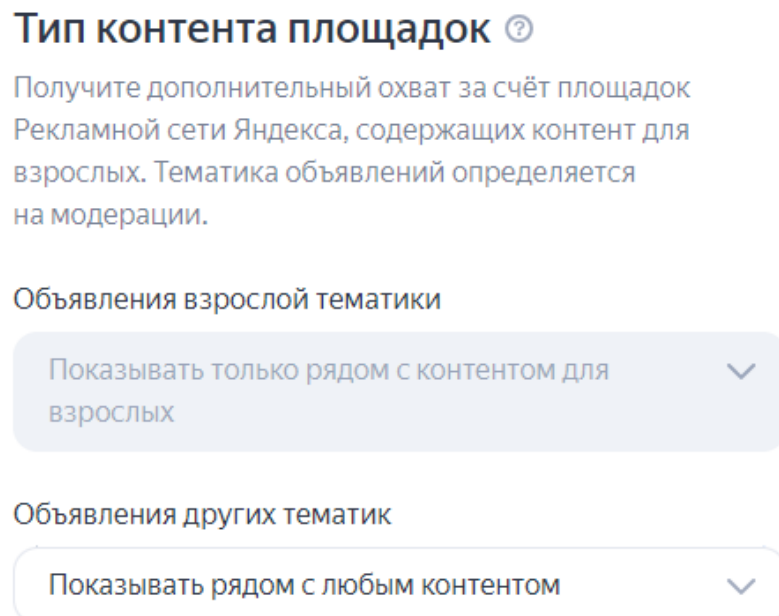 Тип контента площадок
Получите дополнительный охват за счёт площадок
Рекламной сети Яндекса, содержащих контент для
взрослых. Тематика объявлений определяется
на модерации.
Объявления взрослой тематики
Показывать только рядом с контентом для
взрослых
Объявления других тематик
Показывать рядом с любым контентом